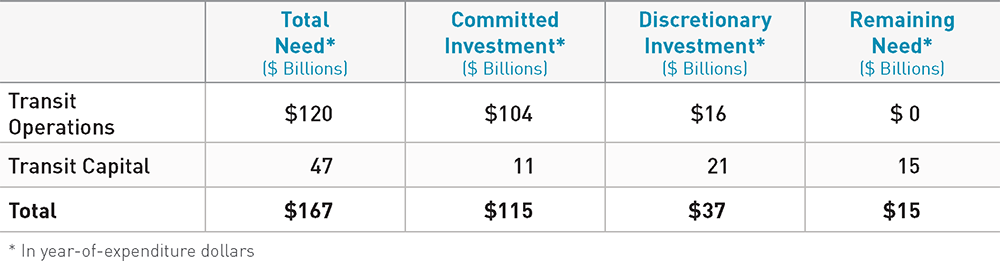 Total Need* ($ Billions) Committed Investment* ($ Billions) Discretionary Investment* ($ Billions) Remaining Need* ($ Billions)
Transit Operations $120 $104 $16 $ 0
Transit Capital 47 11 21 15
Total $167 $115 $37 $15
* In year-of-expenditure dollars